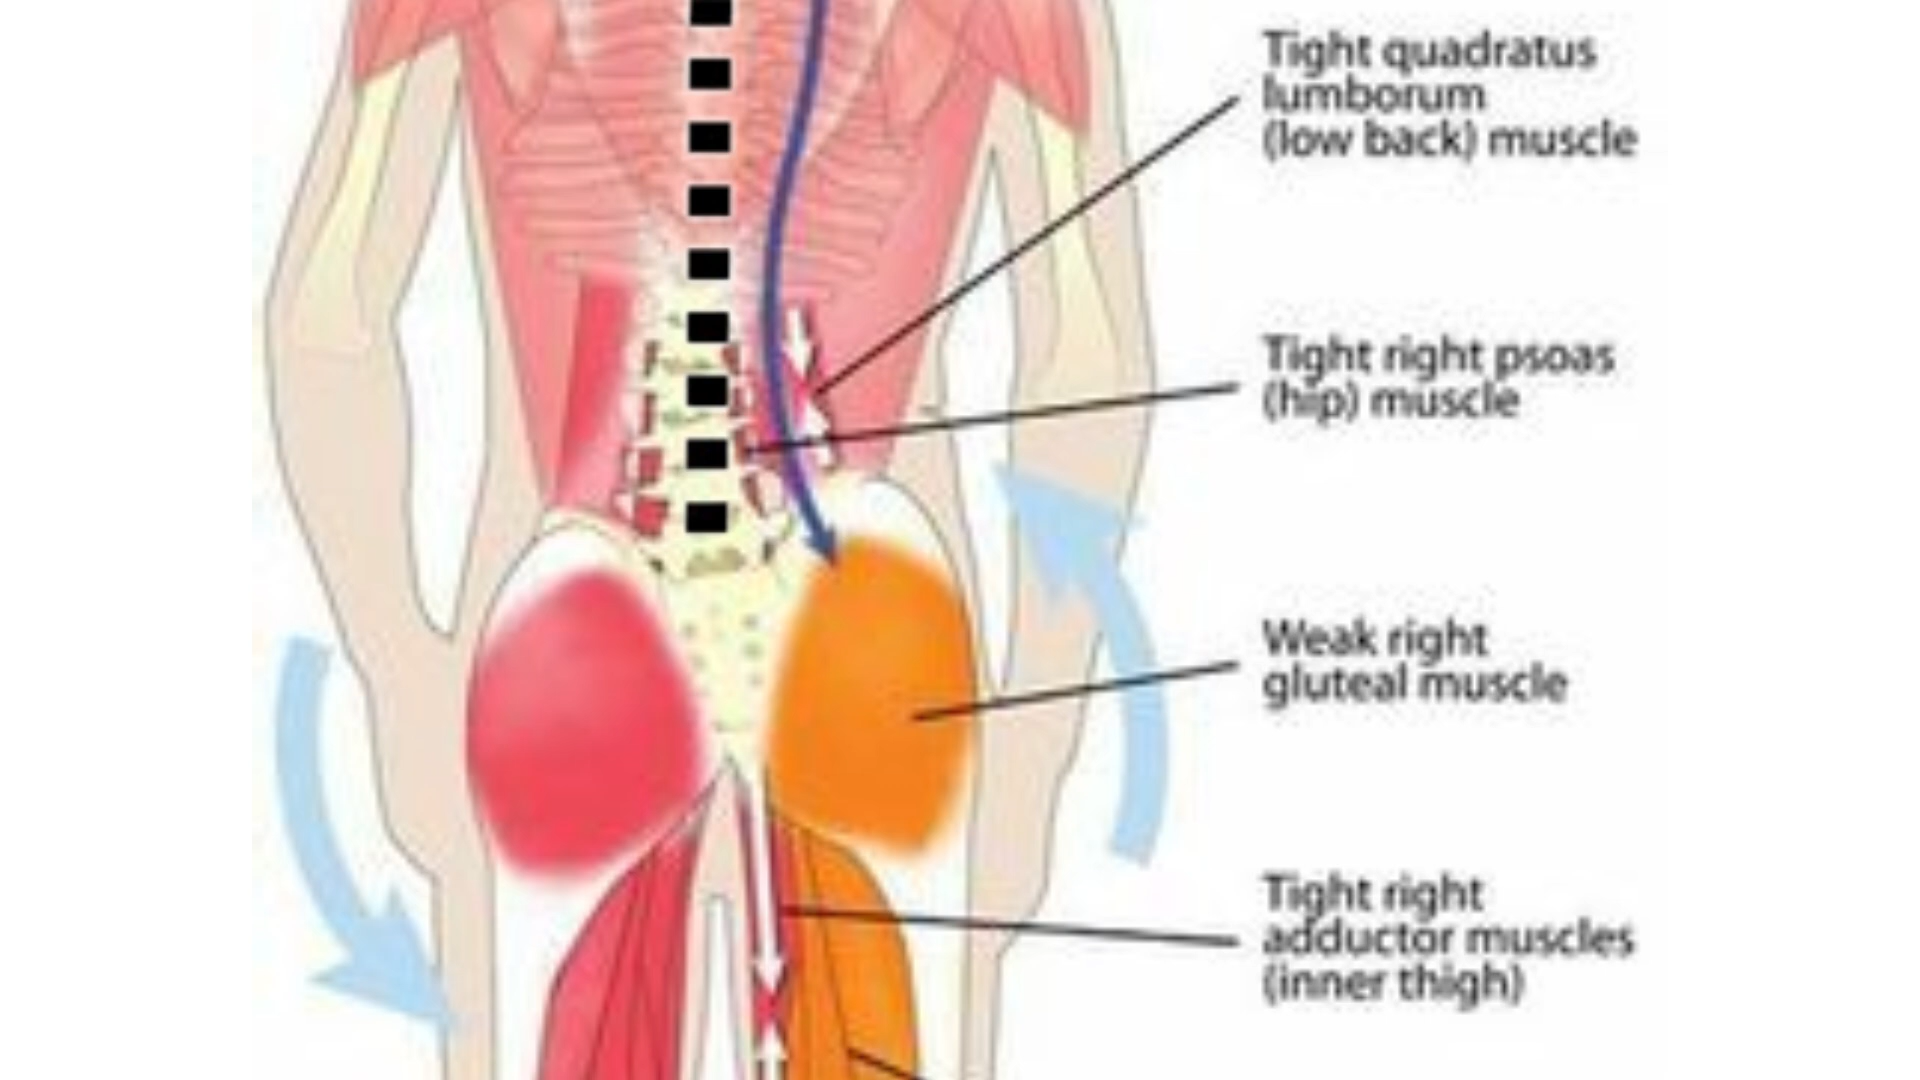 Tight quadratus
lumborum
(low back) muscle
Tight right psoas
(hip) muscle
Weak right
gluteal muscle
Tight right
adductor muscles
(inner thigh)